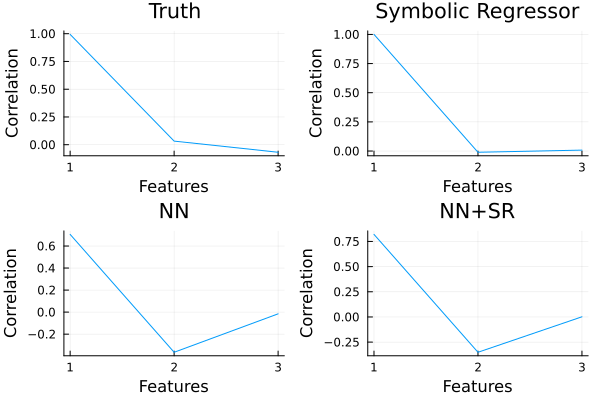 Truth
1.00
0.75
0.50
0.25
0.00
Correlation
1 2 3
Features
Symbolic Regressor
1.00
0.75
0.50
0.25
0.00
Correlation
1 2 3
Features
NN
0.6
0.4
0.2
0.0
−0.2
Correlation
1 2 3
Features
NN+SR
0.75
0.50
0.25
0.00
−0.25
Correlation
1 2 3
Features